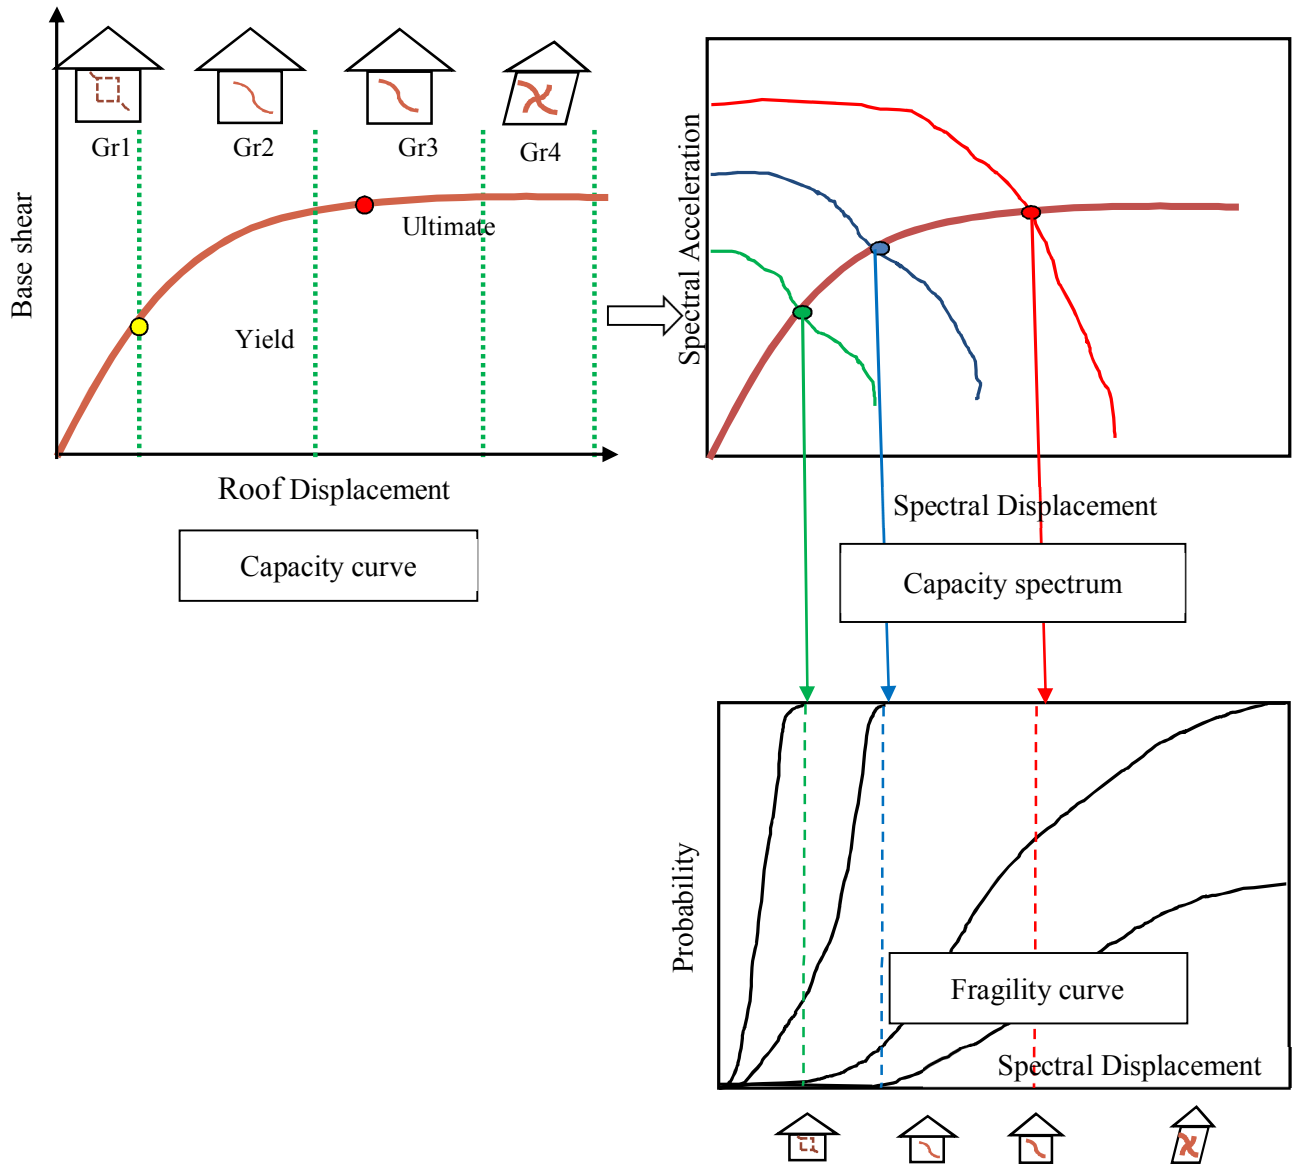 Gr1
Gr2
Gr3
Gr4
Base shear
Ultimate
Yield
Roof Displacement
Capacity curve
Spectral Acceleration
Spectral Displacement
Capacity spectrum
Probability
Fragility curve
Spectral Displacement